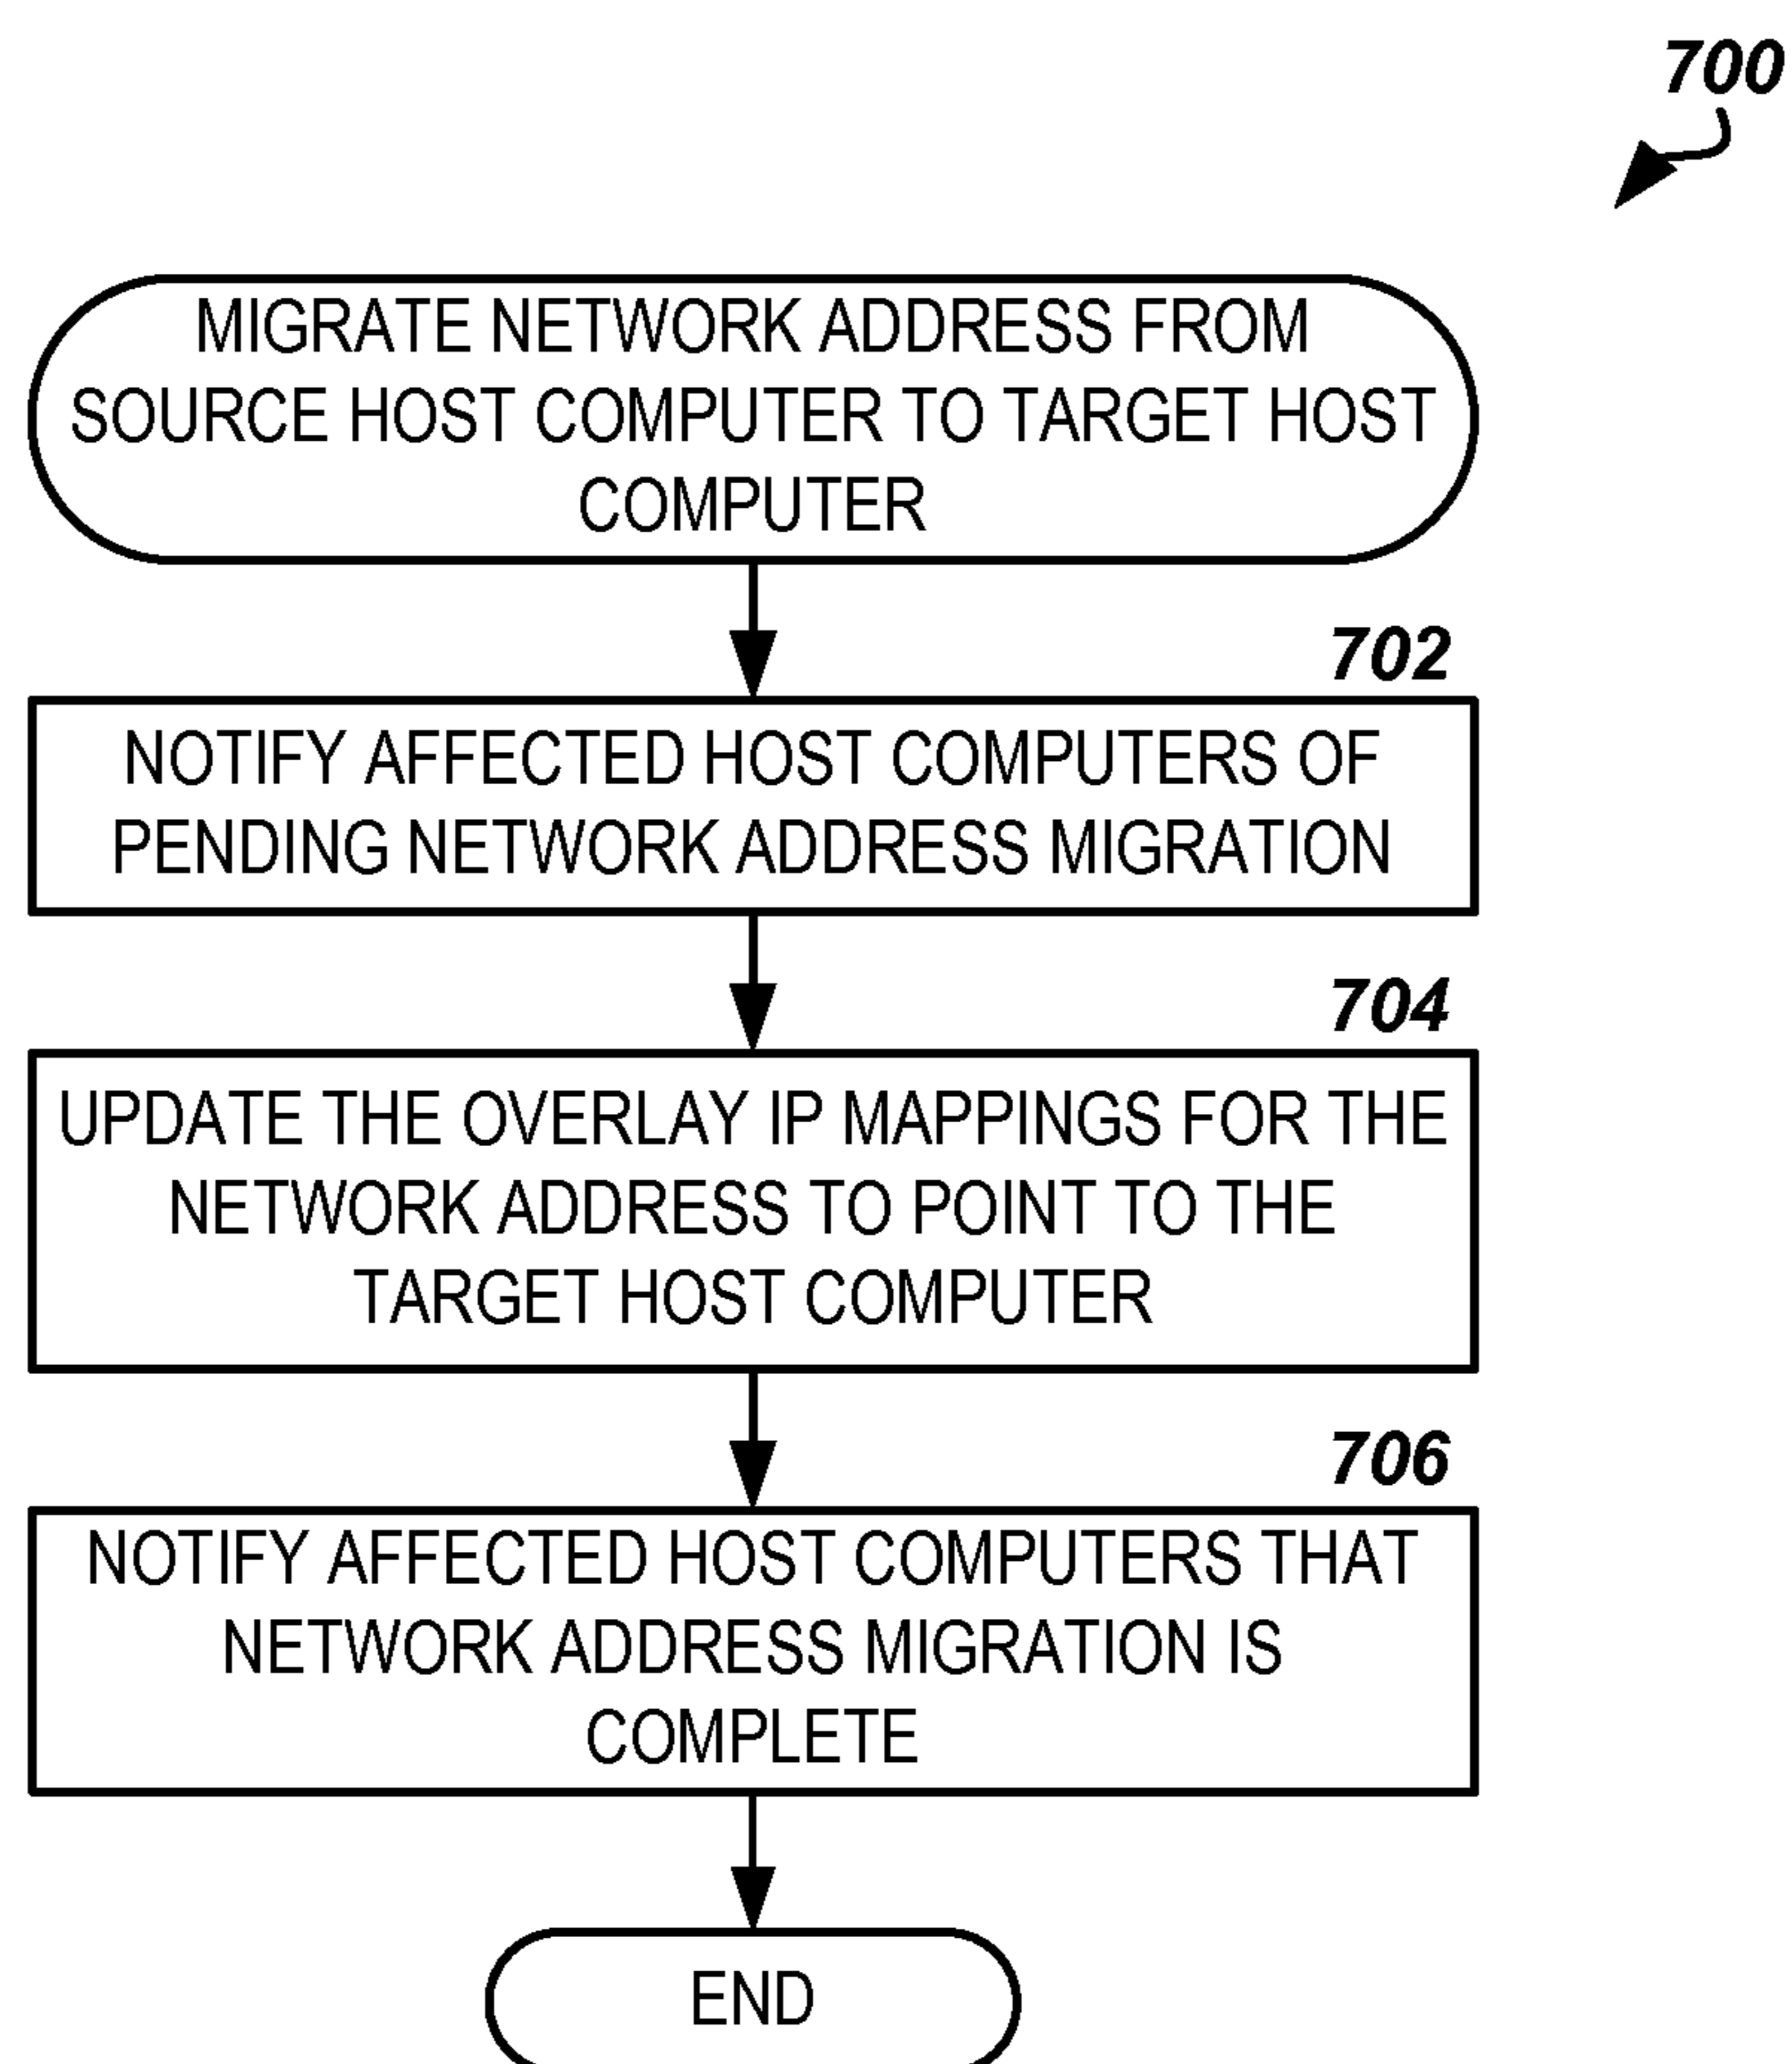 700
MIGRATE NETWORK ADDRESS FROM
SOURCE HOST COMPUTER TO TARGET HOST
COMPUTER
702
NOTIFY AFFECTED HOST COMPUTERS OF
PENDING NETWORK ADDRESS MIGRATION
704
UPDATE THE OVERLAY IP MAPPINGS FOR THE
NETWORK ADDRESS TO POINT TO THE
TARGET HOST COMPUTER
706
NOTIFY AFFECTED HOST COMPUTERS THAT
NETWORK ADDRESS MIGRATION IS
COMPLETE
END